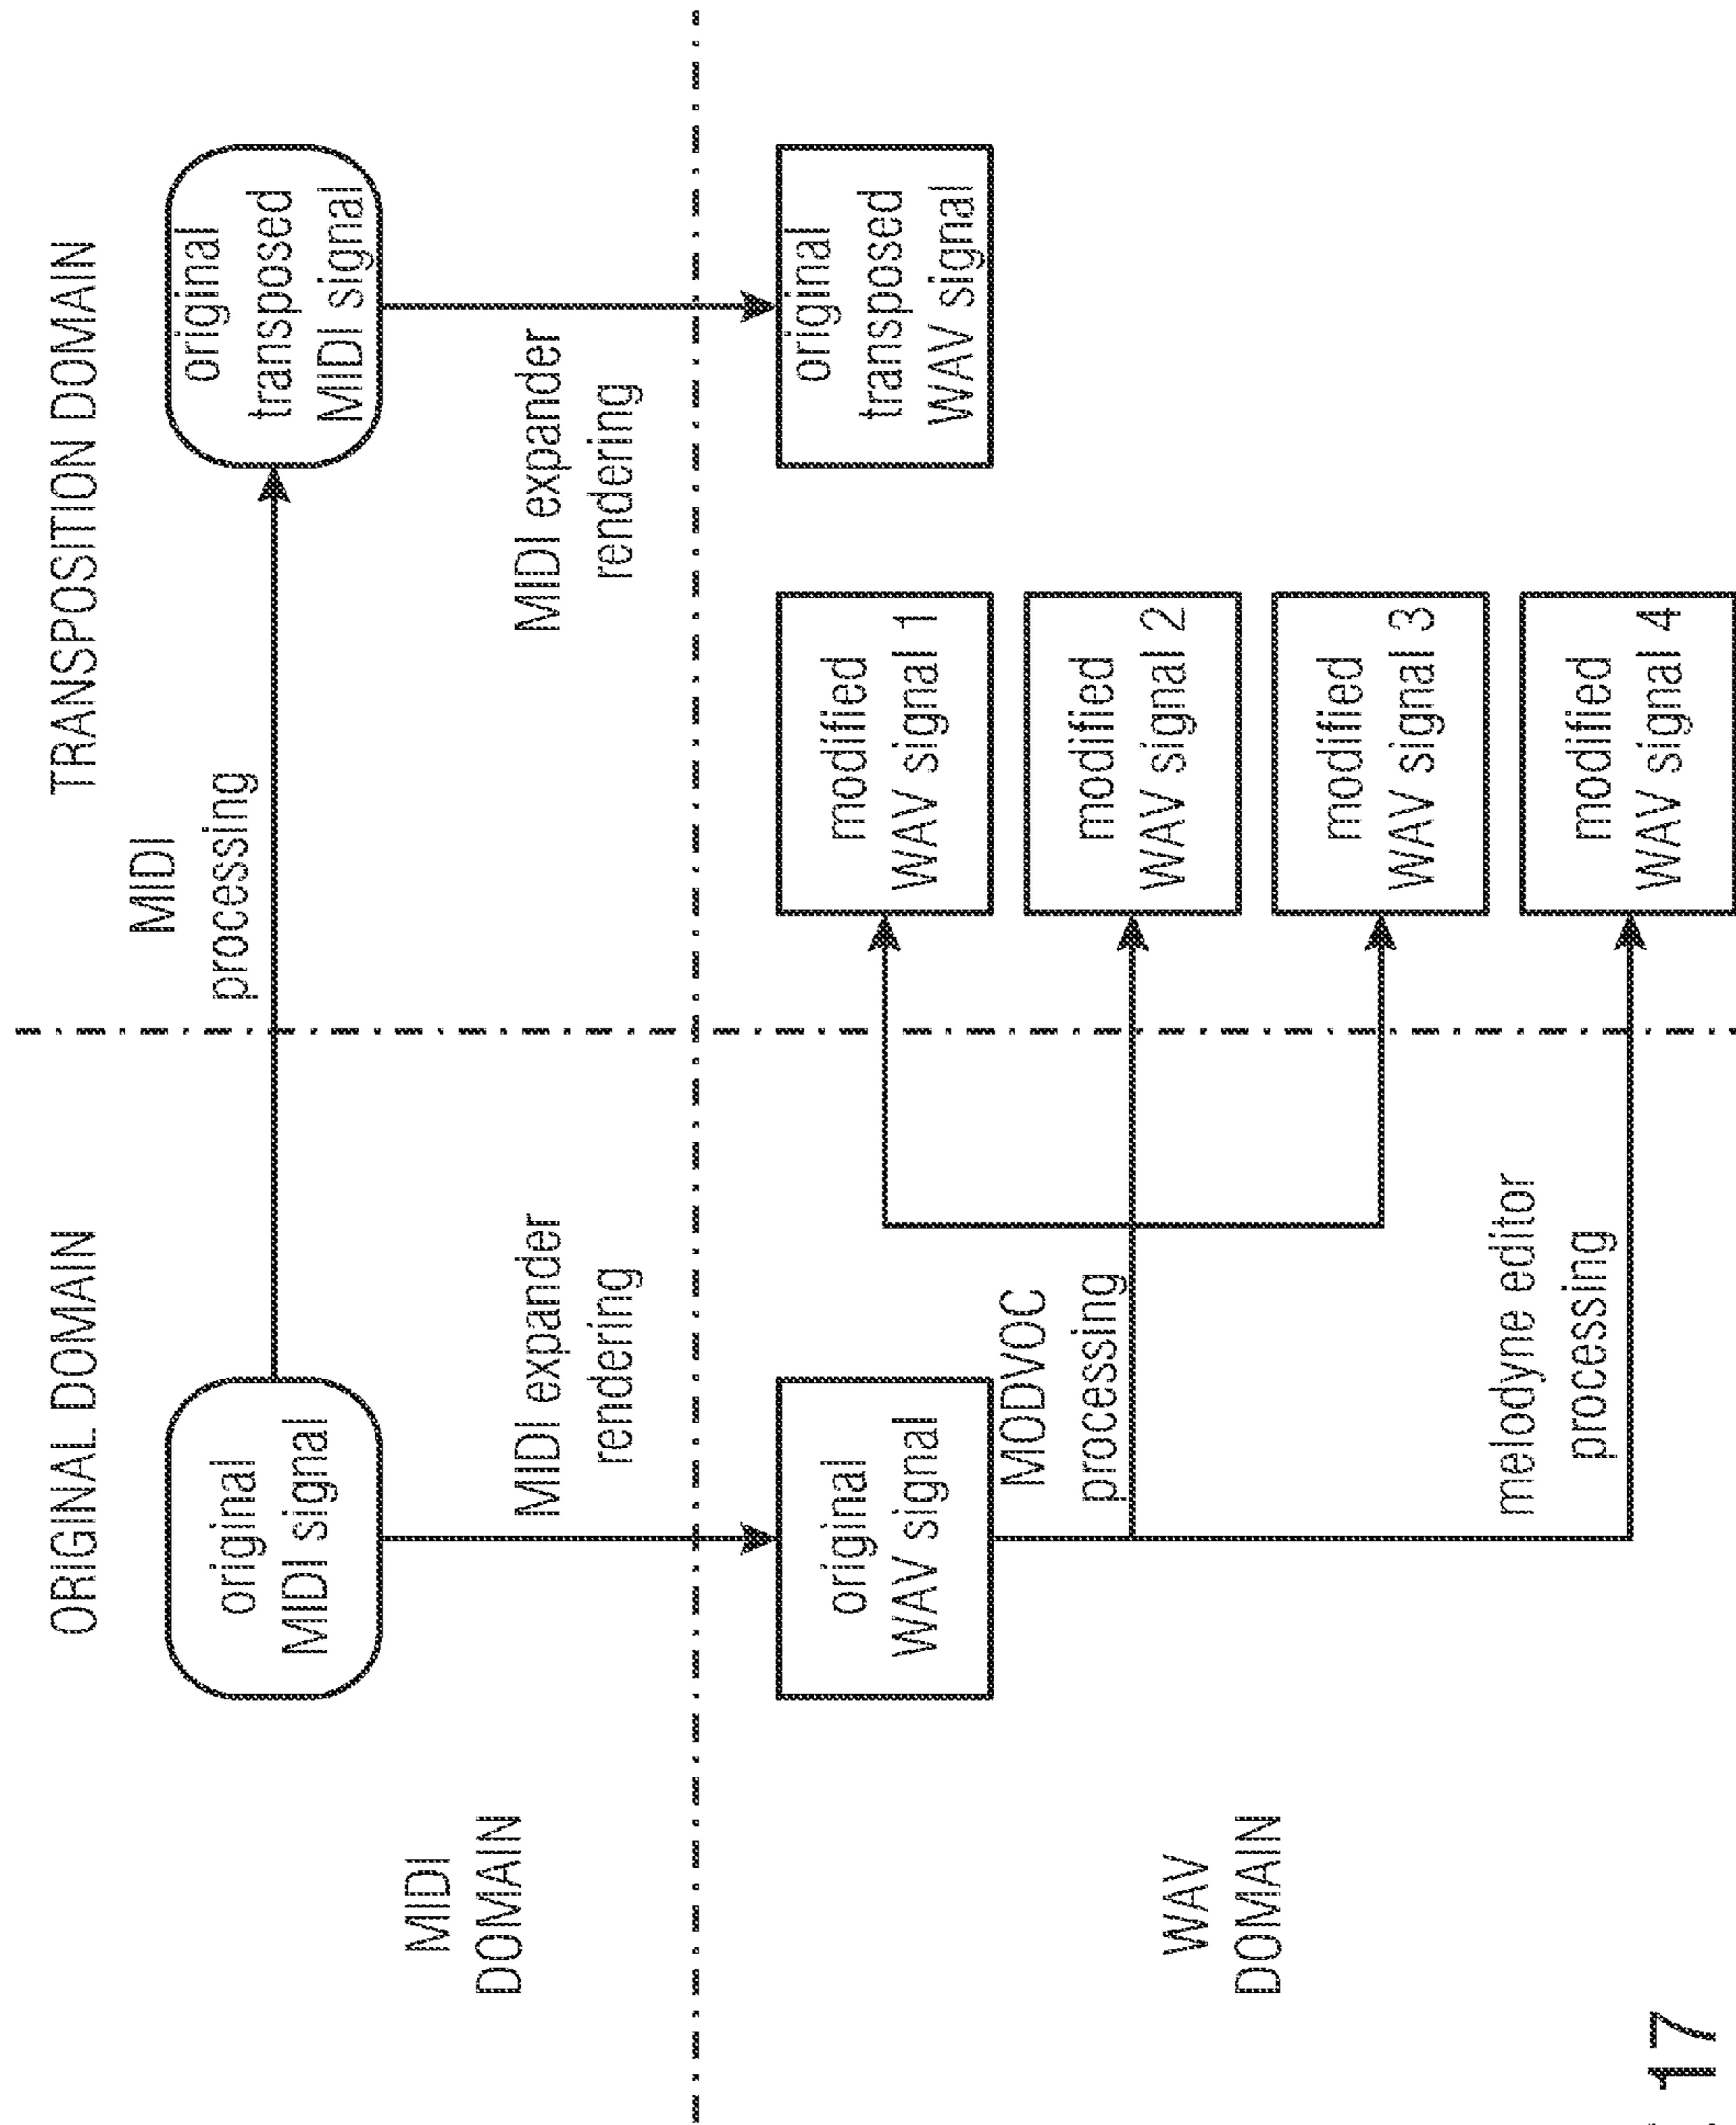 ORIGINAL DOMAIN
TRANSPOSITION DOMAIN
MIDI
processing
original
MIDI signal
original
transposed
MIDI signal
MIDI
DOMAIN
MIDI expander
rendering
MIDI expander
rendering
original
WAV signal
modified
WAV signal 1
original
transposed
WAV signal
MODVOC
processing
modified
WAV signal 2
WAV
DOMAIN
modified
WAV signal 3
melodyne editor
processing
modified
WAV signal 4
17